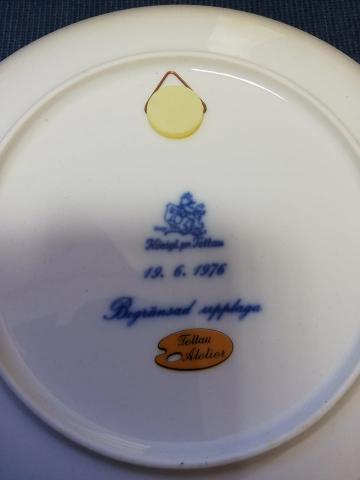 Königl. pr. Tettau
19. 6. 1976
Begränsad upplaga
Tettau
Atelier